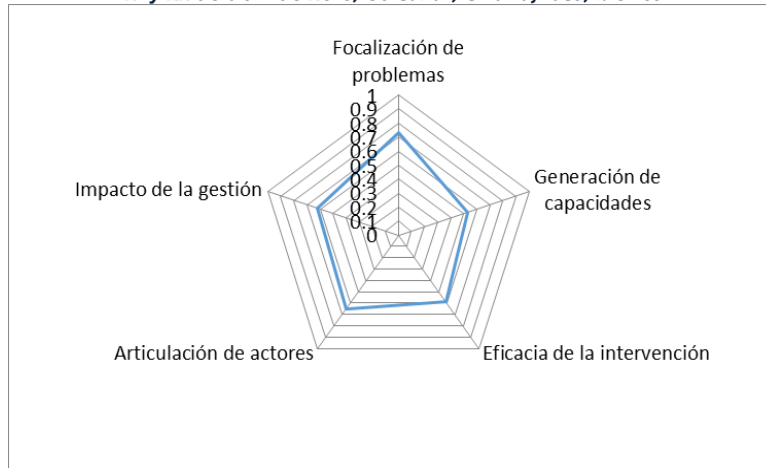 Focalización de
problemas
1
0.9
0.8
0.7
0.6
0.5
0.4
0.3
0.2
0.1
0
Generación de
capacidades
Impacto de la gestión
Articulación de actores
Eficacia de la intervención